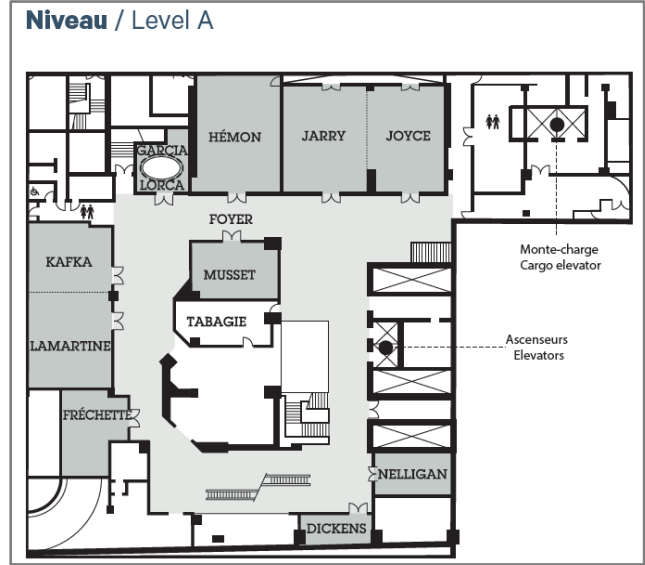 Niveau / Level A
HÉMON
JARRY
JOYCE
GARCIA
LORCA
FOYER
KAFKA
MUSSET
Monte-charge
Cargo elevator
TABAGIE
LAMARTINE
Ascenseurs
Elevators
FRÉCHETTE
NELLIGAN
DICKENS